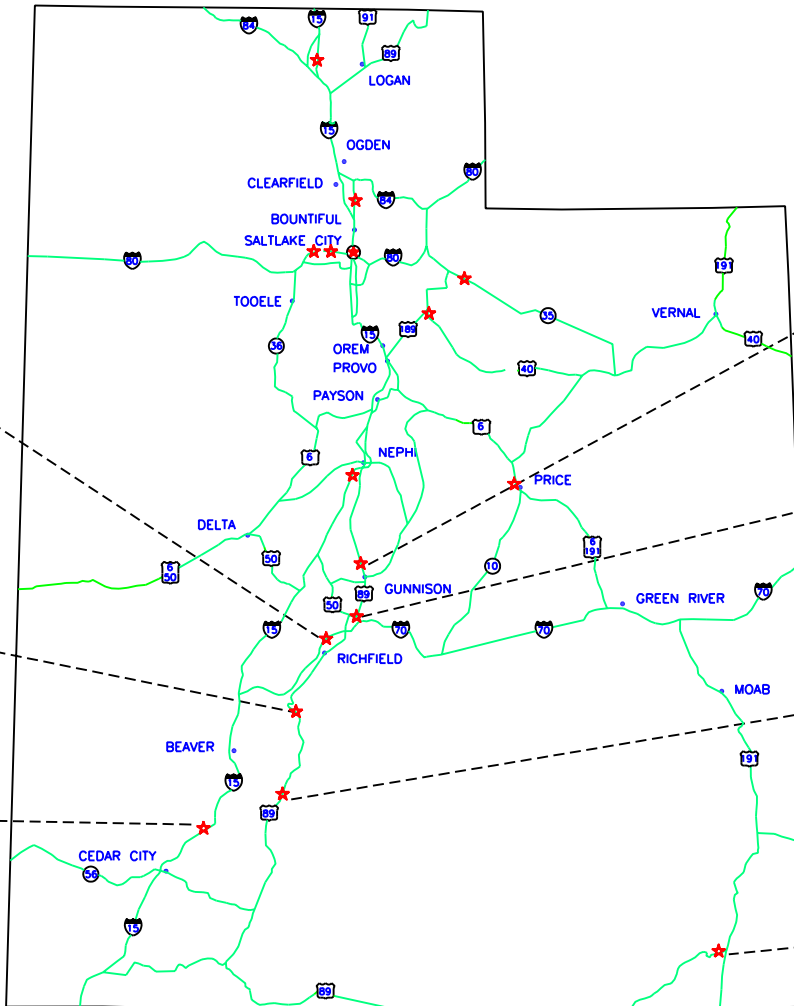 15
91
84
89
LOGAN
15
OGDEN
80
CLEARFIELD
84
BOUNTIFUL
SALTLAKE CITY
80
80
191
TOOELE
35
VERNAL
15
189
36
OREM
40
PROVO
40
PAYSON
6
NEPHI
6
PRICE
DELTA
6
191
50
6
50
10
GUNNISON
89
50
GREEN RIVER
70
15
70
70
RICHFIELD
MOAB
BEAVER
191
15
89
CEDAR CITY
56
15
89